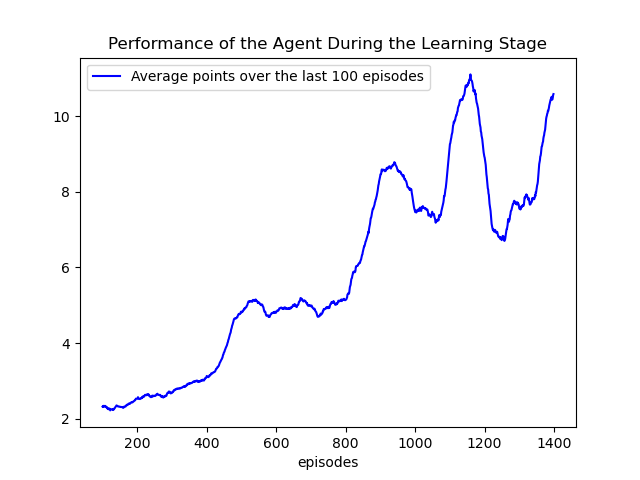 Performance of the Agent During the Learning Stage
Average points over the last 100 episodes
10
8
6
4
2
200 400 600 800 1000 1200 1400
episodes